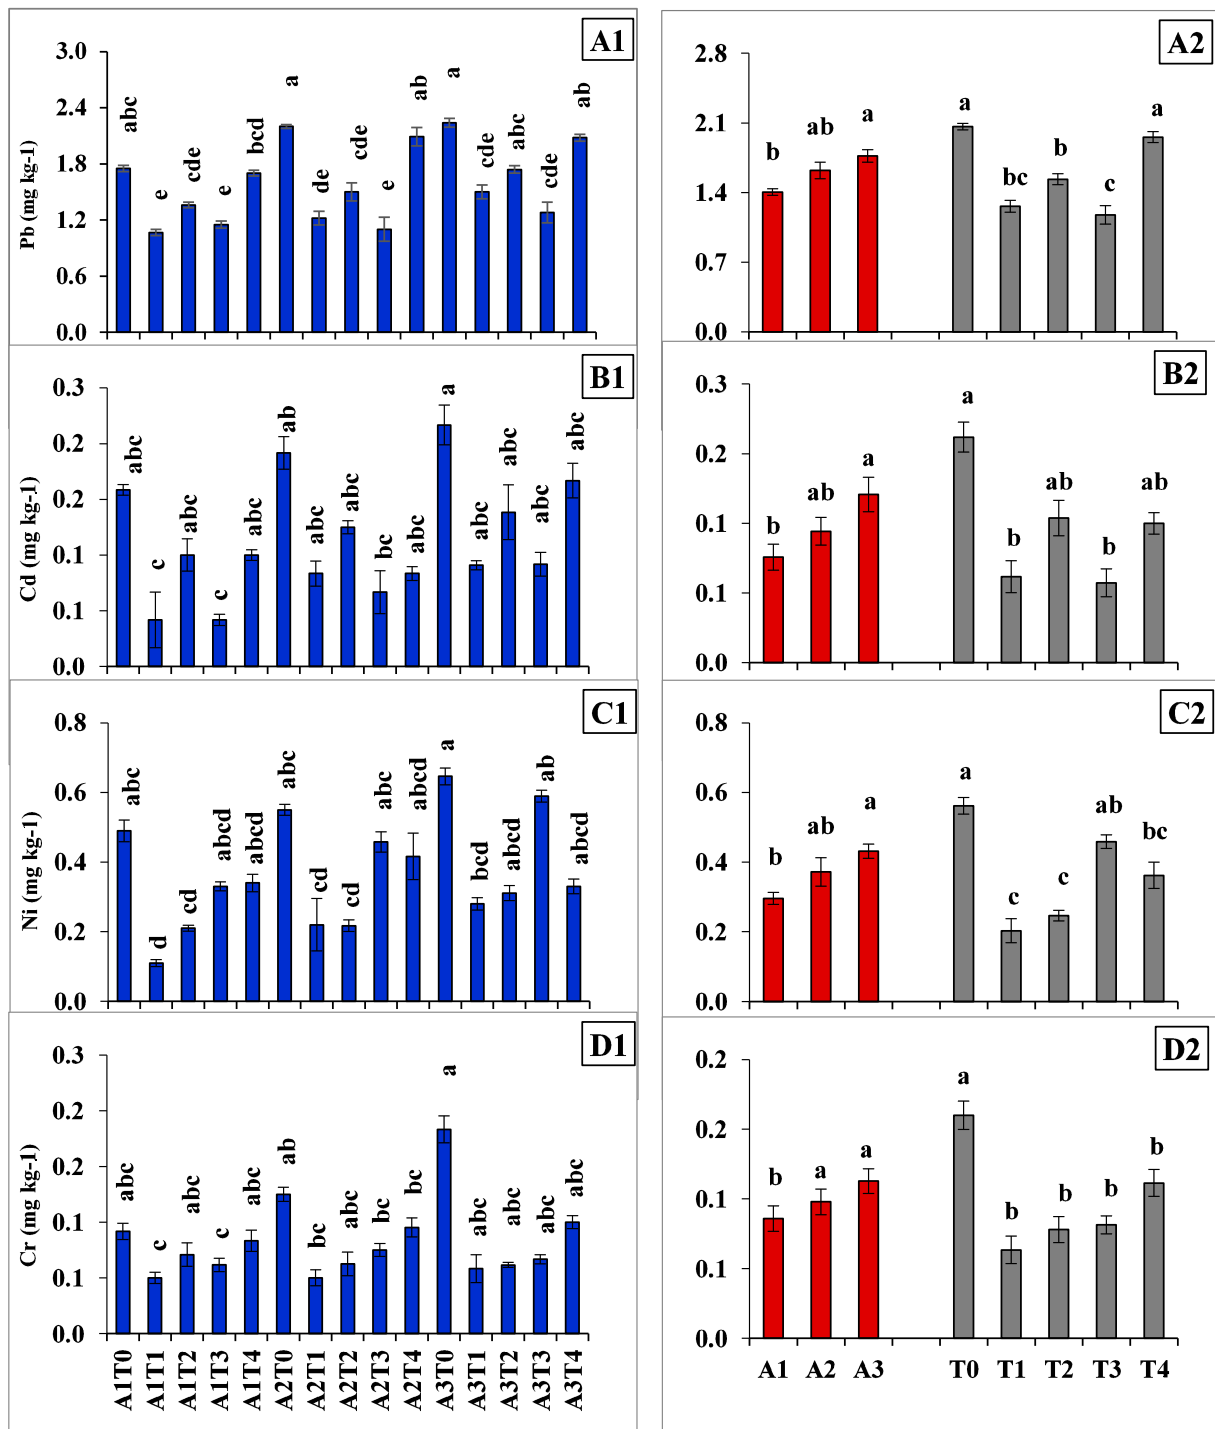 A1
Pb (mg kg-1)
3.0
2.4
1.8
1.2
0.6
0.0
abc
e
cde
e
bcd
a
de
cde
e
ab
a
cde
abc
cde
ab
A2
2.8
2.1
1.4
0.7
0.0
b
ab
a
a
bc
b
c
a
B1
Cd (mg kg-1)
0.3
0.2
0.2
0.1
0.1
0.0
abc
c
abc
c
abc
ab
abc
abc
bc
abc
a
abc
abc
abc
abc
B2
0.3
0.2
0.1
0.1
0.0
b
ab
a
a
b
ab
b
ab
C1
Ni (mg kg-1)
0.8
0.6
0.4
0.2
0.0
abc
d
cd
abcd
abcd
abc
cd
cd
abc
abcd
a
bcd
abcd
ab
abcd
C2
0.8
0.6
0.4
0.2
0.0
b
ab
a
a
c
c
ab
bc
D1
Cr (mg kg-1)
0.3
0.2
0.2
0.1
0.1
0.0
abc
c
abc
c
abc
ab
bc
abc
bc
bc
a
abc
abc
abc
abc
A1T0
A1T1
A1T2
A1T3
A1T4
A2T0
A2T1
A2T2
A2T3
A2T4
A3T0
A3T1
A3T2
A3T3
A3T4
D2
0.2
0.2
0.1
0.1
0.0
b
a
a
a
b
b
b
b
A1 A2 A3 T0 T1 T2 T3 T4